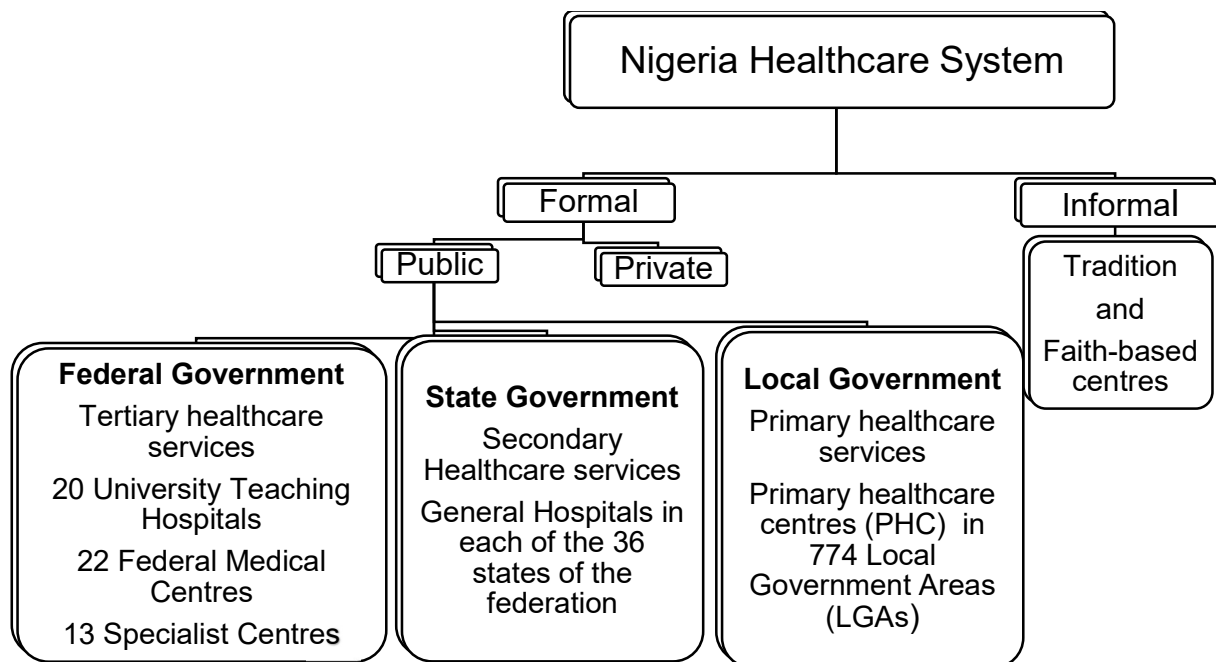 Nigeria Healthcare System
Formal
Informal
Public
Private
Tradition
and
Faith-based
centres
Federal Government
Tertiary healthcare
services
20 University Teaching
Hospitals
22 Federal Medical
Centres
13 Specialist Centres
State Government
Secondary
Healthcare services
General Hospitals in
each of the 36
states of the
federation
Local Government
Primary healthcare
services
Primary healthcare
centres (PHC) in
774 Local
Government Areas
(LGAs)